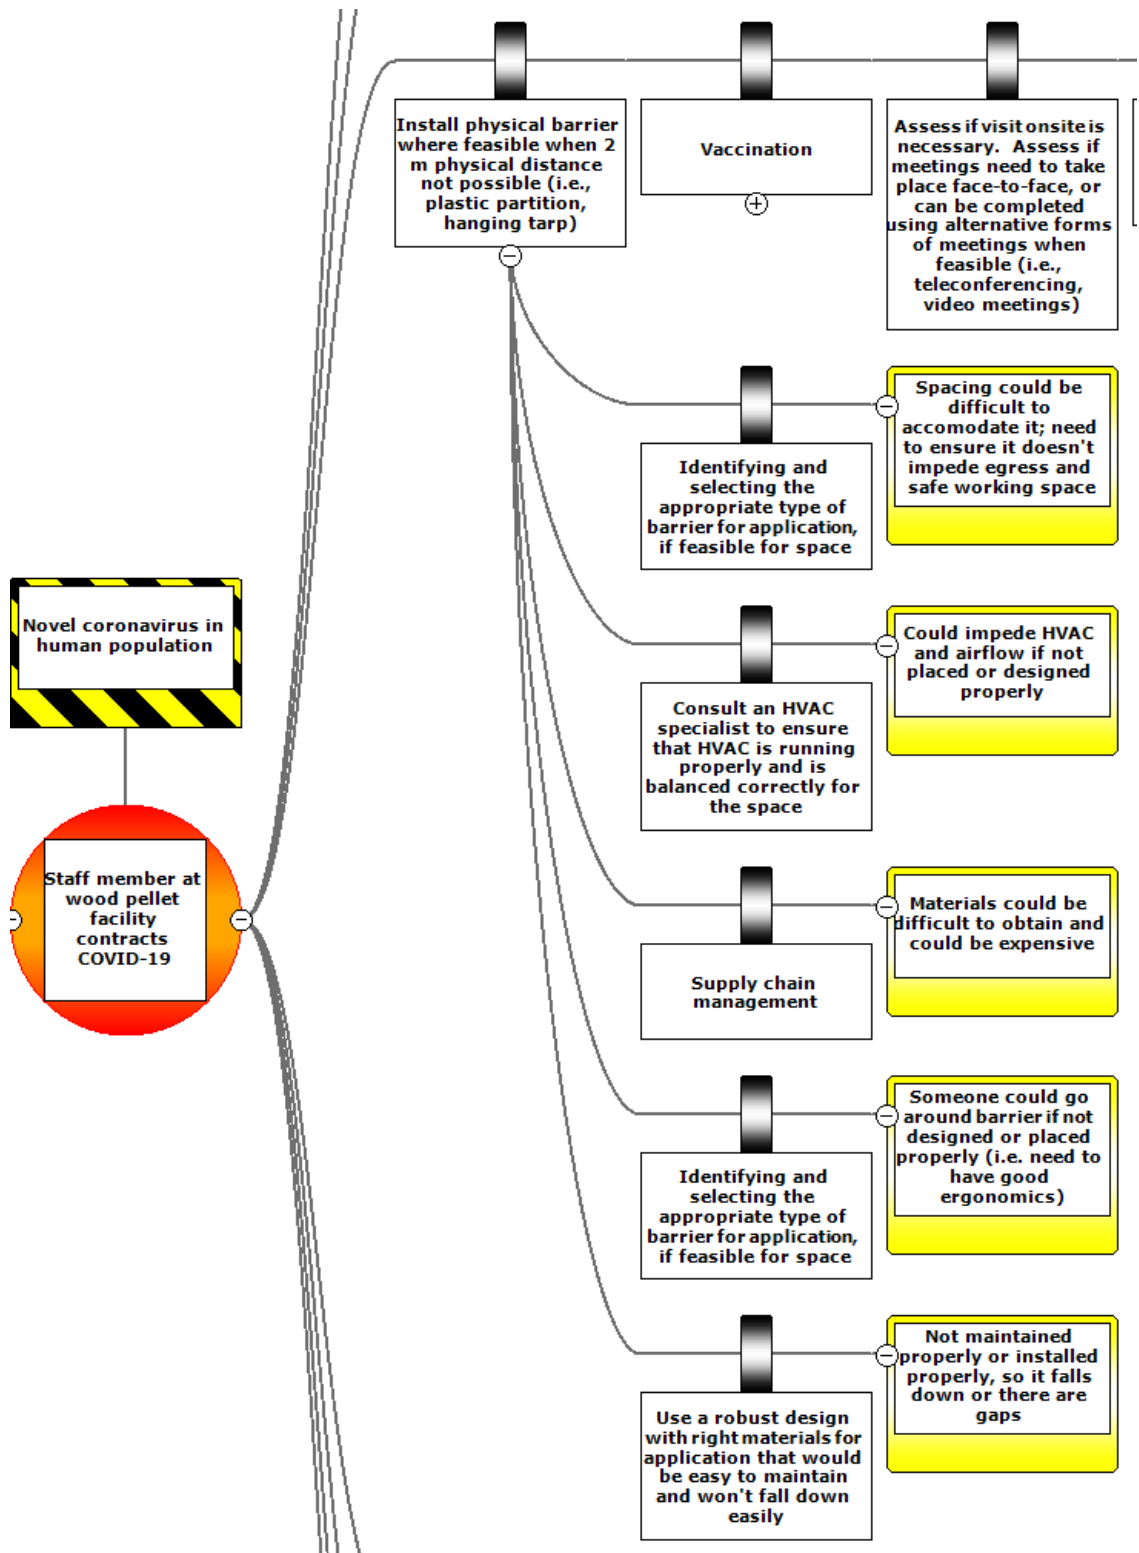 Install physical barrier
where feasible when 2
m physical distance
not possible (i.e.,
plastic partition,
hanging tarp)
Vaccination
Assess if visit onsite is
necessary.  Assess if
meetings need to take
place face-to-face, or
can be completed
using alternative forms
of meetings when
feasible (i.e.,
teleconferencing,
video meetings)
Identifying and
selecting the
appropriate type of
barrier for application,
if feasible for space
Spacing could be
difficult to
accomodate it; need
to ensure it doesn't
impede egress and
safe working space
Novel coronavirus in
human population
Consult an HVAC
specialist to ensure
that HVAC is running
properly and is
balanced correctly for
the space
Could impede HVAC
and airflow if not
placed or designed
properly
Staff member at
wood pellet
facility
contracts
COVID-19
Supply chain
management
Materials could be
difficult to obtain and
could be expensive
Identifying and
selecting the
appropriate type of
barrier for application,
if feasible for space
Someone could go
around barrier if not
designed or placed
properly (i.e. need to
have good
ergonomics)
Use a robust design
with right materials for
application that would
be easy to maintain
and won't fall down
easily
Not maintained
properly or installed
properly, so it falls
down or there are
gaps